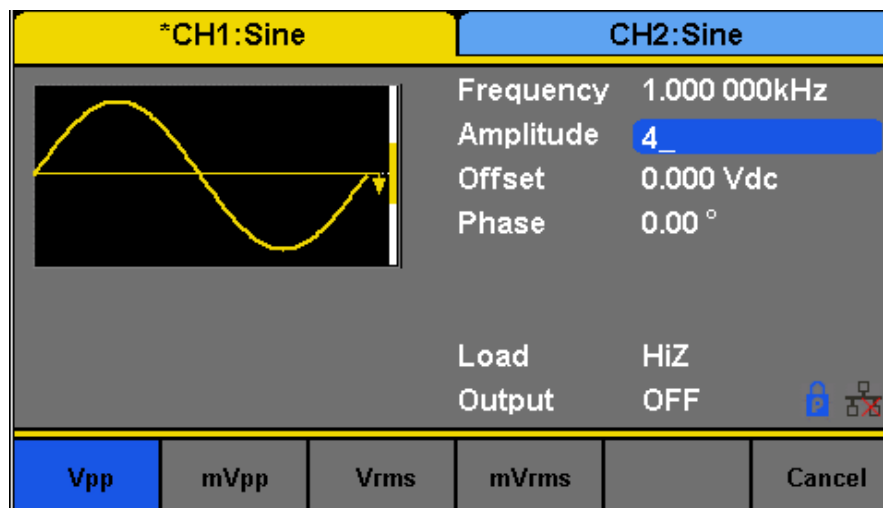 *CH1:Sine
CH2:Sine
Frequency 1.000 000kHz
Amplitude 4_
Offset 0.000 Vdc
Phase 0.00 °
Load HiZ
Output OFF
P
Vpp mVpp Vrms mVrms Cancel